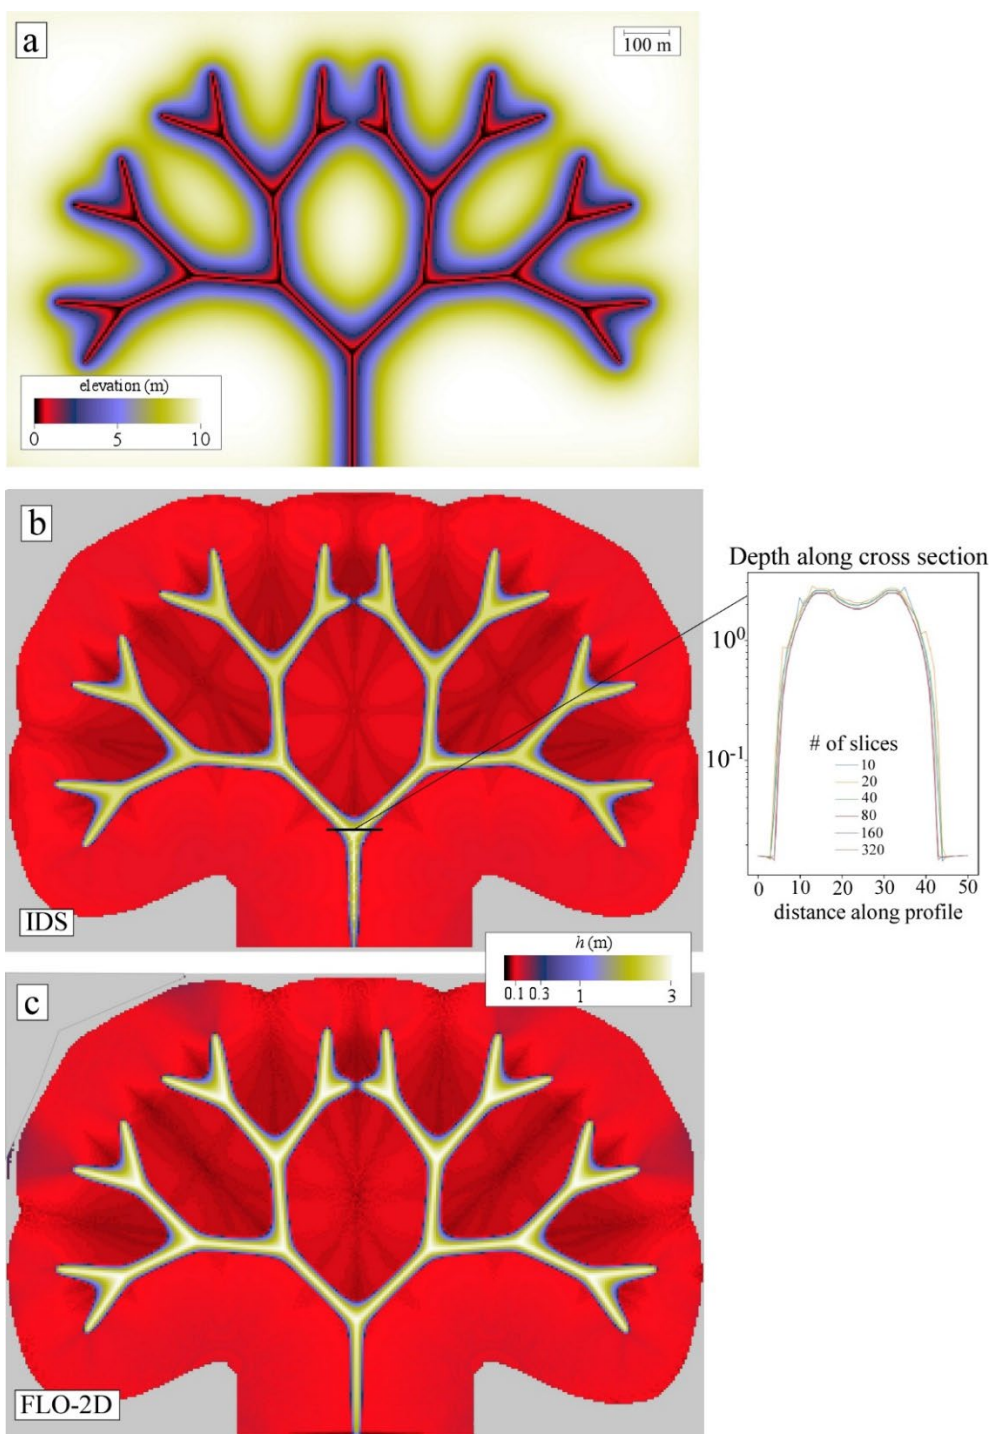 a
100 m
elevation (m)
0 5 10
b
IDS
Depth along cross section
10⁰
10⁻¹
# of slices
10
20
40
80
160
320
0 10 20 30 40 50
distance along profile
h (m)
0.1 0.3 1 3
c
FLO-2D